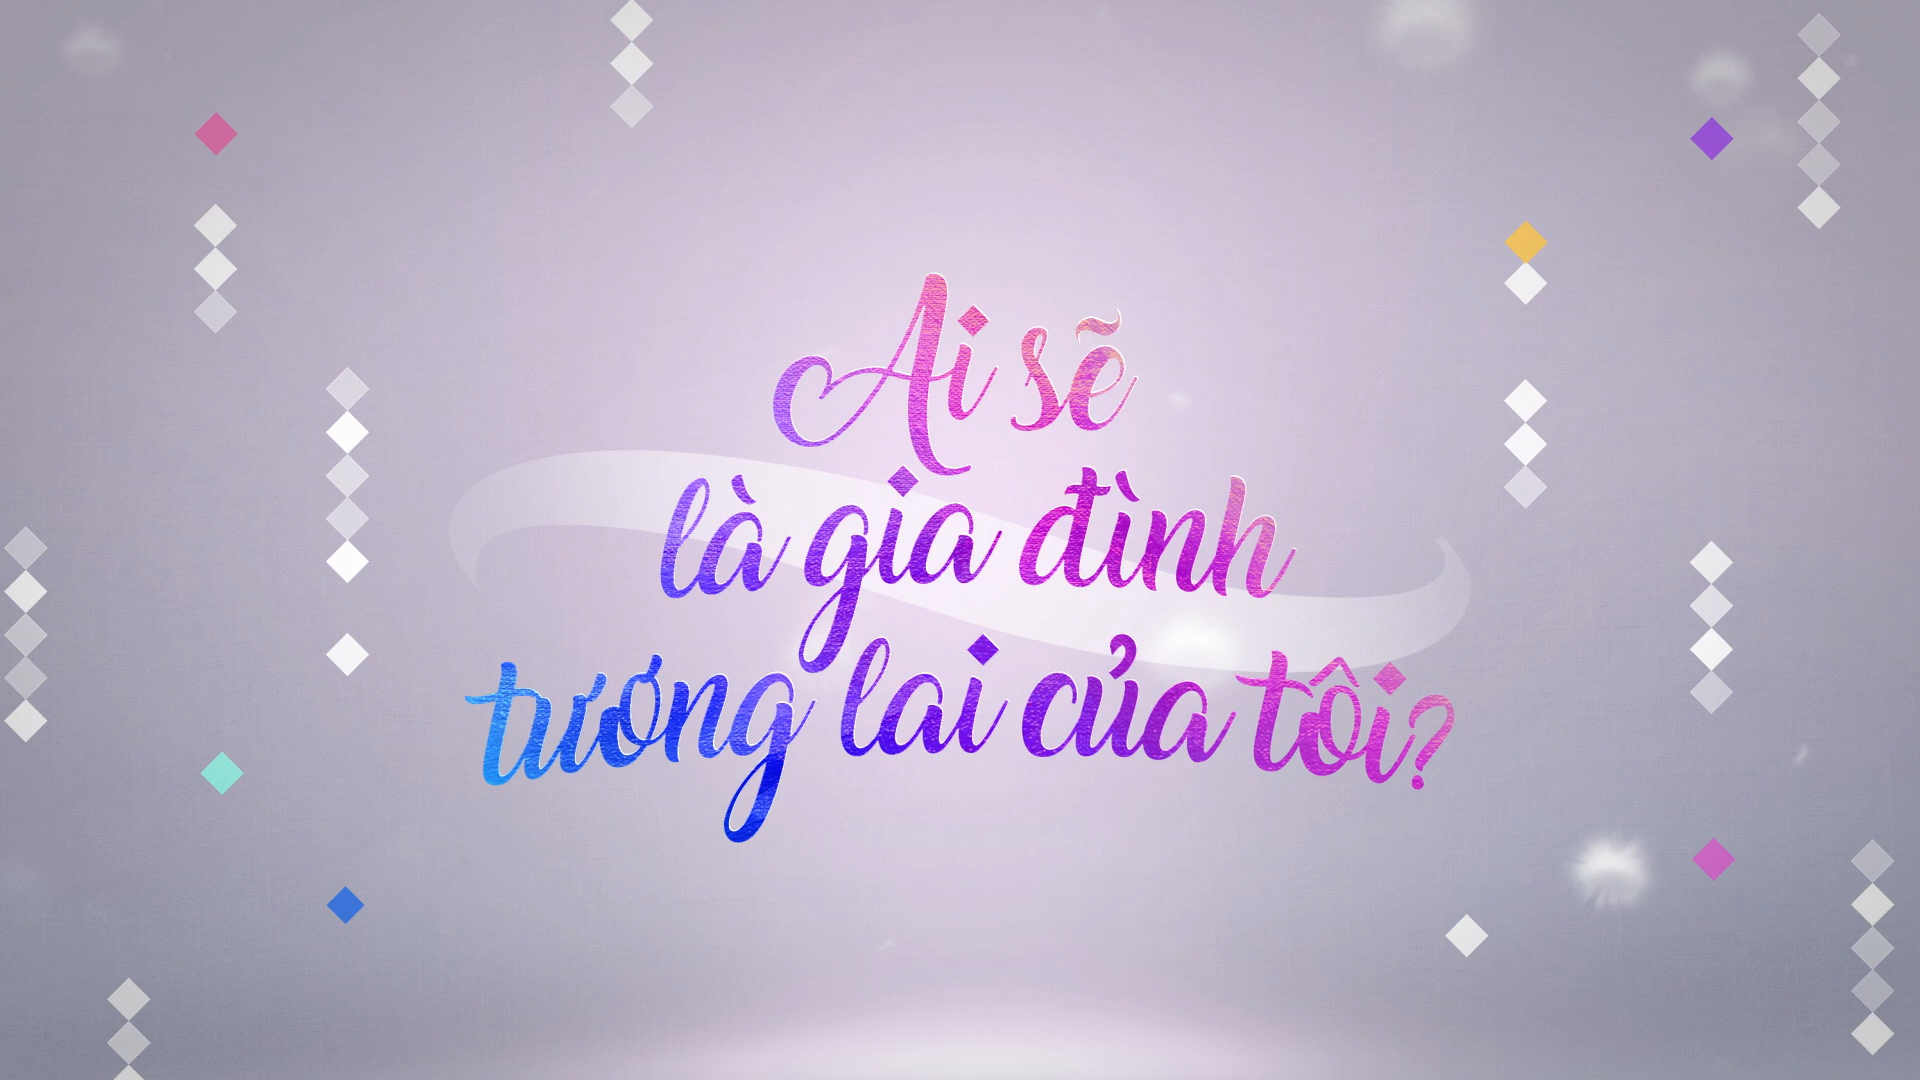 Ai sẽ
là gia đình
tương lai của tôi?